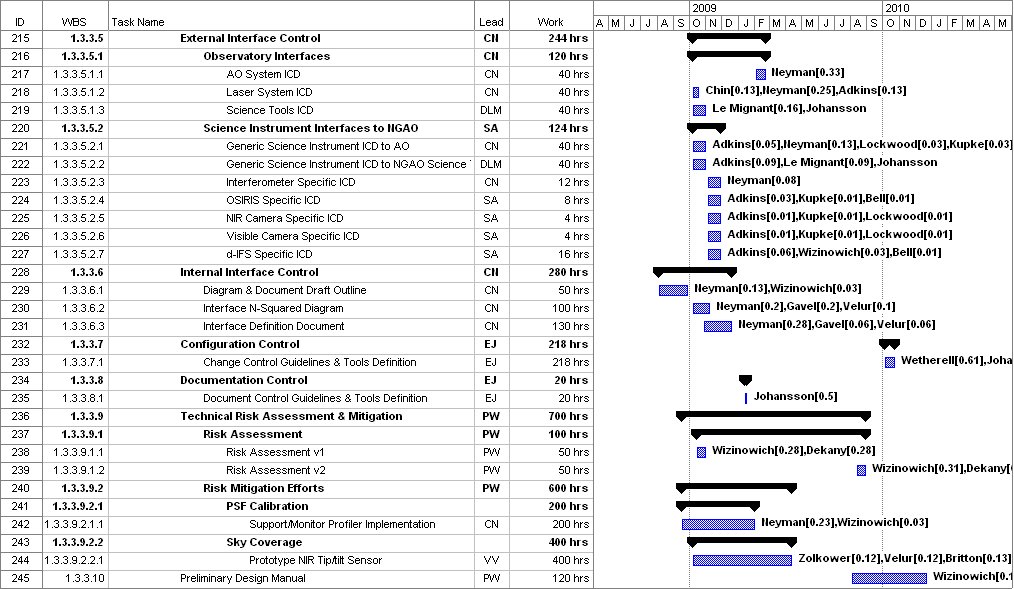 2009 2010
ID WBS Task Name Lead Work A M J J A S O N D J F M A M J J A S O N D J F M A M
215 1.3.3.5 External Interface Control CN 244 hrs
216 1.3.3.5.1 Observatory Interfaces CN 120 hrs
217 1.3.3.5.1.1 AO System ICD CN 40 hrs Neyman[0.33]
218 1.3.3.5.1.2 Laser System ICD CN 40 hrs Chin[0.13],Neyman[0.25],Adkins[0.13]
219 1.3.3.5.1.3 Science Tools ICD DLM 40 hrs Le Mignant[0.16],Johansson
220 1.3.3.5.2 Science Instrument Interfaces to NGAO SA 124 hrs
221 1.3.3.5.2.1 Generic Science Instrument ICD to AO CN 40 hrs Adkins[0.05],Neyman[0.13],Lockwood[0.03],Kupke[0.03]
222 1.3.3.5.2.2 Generic Science Instrument ICD to NGAO Science DLM 40 hrs Adkins[0.09],Le Mignant[0.09],Johansson
223 1.3.3.5.2.3 Interferometer Specific ICD CN 12 hrs Neyman[0.08]
224 1.3.3.5.2.4 OSIRIS Specific ICD SA 8 hrs Adkins[0.03],Kupke[0.01],Bell[0.01]
225 1.3.3.5.2.5 NIR Camera Specific ICD SA 4 hrs Adkins[0.01],Kupke[0.01],Lockwood[0.01]
226 1.3.3.5.2.6 Visible Camera Specific ICD SA 4 hrs Adkins[0.01],Kupke[0.01],Lockwood[0.01]
227 1.3.3.5.2.7 d-IFS Specific ICD SA 16 hrs Adkins[0.06],Wizinowich[0.03],Bell[0.01]
228 1.3.3.6 Internal Interface Control CN 280 hrs
229 1.3.3.6.1 Diagram & Document Draft Outline CN 50 hrs Neyman[0.13],Wizinowich[0.03]
230 1.3.3.6.2 Interface N-Squared Diagram CN 100 hrs Neyman[0.2],Gavel[0.2],Velur[0.1]
231 1.3.3.6.3 Interface Definition Document CN 130 hrs Neyman[0.28],Gavel[0.06],Velur[0.06]
232 1.3.3.7 Configuration Control EJ 218 hrs
233 1.3.3.7.1 Change Control Guidelines & Tools Definition EJ 218 hrs Wetherell[0.61],Joha
234 1.3.3.8 Documentation Control EJ 20 hrs
235 1.3.3.8.1 Document Control Guidelines & Tools Definition EJ 20 hrs Johansson[0.5]
236 1.3.3.9 Technical Risk Assessment & Mitigation PW 700 hrs
237 1.3.3.9.1 Risk Assessment PW 100 hrs
238 1.3.3.9.1.1 Risk Assessment v1 PW 50 hrs Wizinowich[0.28],Dekany[0.28]
239 1.3.3.9.1.2 Risk Assessment v2 PW 50 hrs Wizinowich[0.31],Dekany[
240 1.3.3.9.2 Risk Mitigation Efforts PW 600 hrs
241 1.3.3.9.2.1 PSF Calibration 200 hrs
242 1.3.3.9.2.1.1 Support/Monitor Profiler Implementation CN 200 hrs Neyman[0.23],Wizinowich[0.03]
243 1.3.3.9.2.2 Sky Coverage 400 hrs
244 1.3.3.9.2.2.1 Prototype NIR Tip/tilt Sensor VV 400 hrs Zolkower[0.12],Velur[0.12],Britton[0.13]
245 1.3.3.10 Preliminary Design Manual PW 120 hrs Wizinowich[0.1